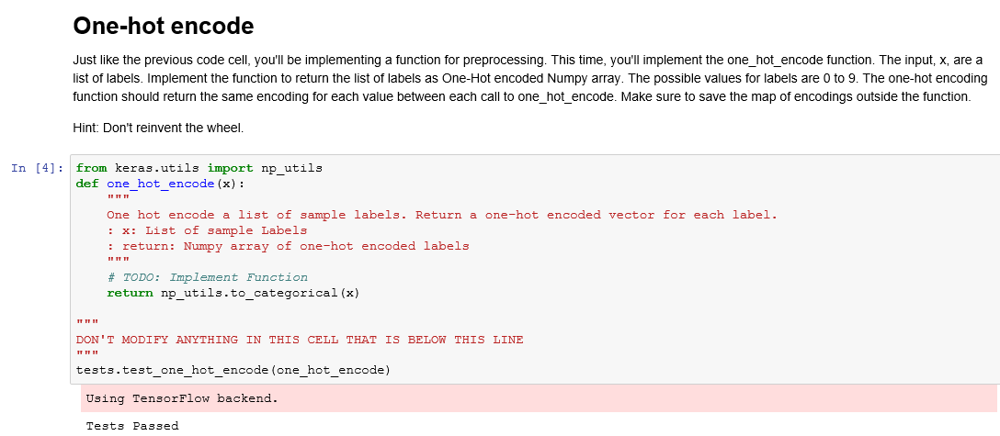 One-hot encode
Just like the previous code cell, you'll be implementing a function for preprocessing. This time, you'll implement the one_hot_encode function. The input, x, are a
list of labels. Implement the function to return the list of labels as One-Hot encoded Numpy array. The possible values for labels are 0 to 9. The one-hot encoding
function should return the same encoding for each value between each call to one_hot_encode. Make sure to save the map of encodings outside the function.
Hint: Don't reinvent the wheel.
In [4]: from keras.utils import np_utils
def one_hot_encode(x):
    """
    One hot encode a list of sample labels. Return a one-hot encoded vector for each label.
    : x: List of sample Labels
    : return: Numpy array of one-hot encoded labels
    """
    # TODO: Implement Function
    return np_utils.to_categorical(x)
"""
DON'T MODIFY ANYTHING IN THIS CELL THAT IS BELOW THIS LINE
"""
tests.test_one_hot_encode(one_hot_encode)
Using TensorFlow backend.
Tests Passed